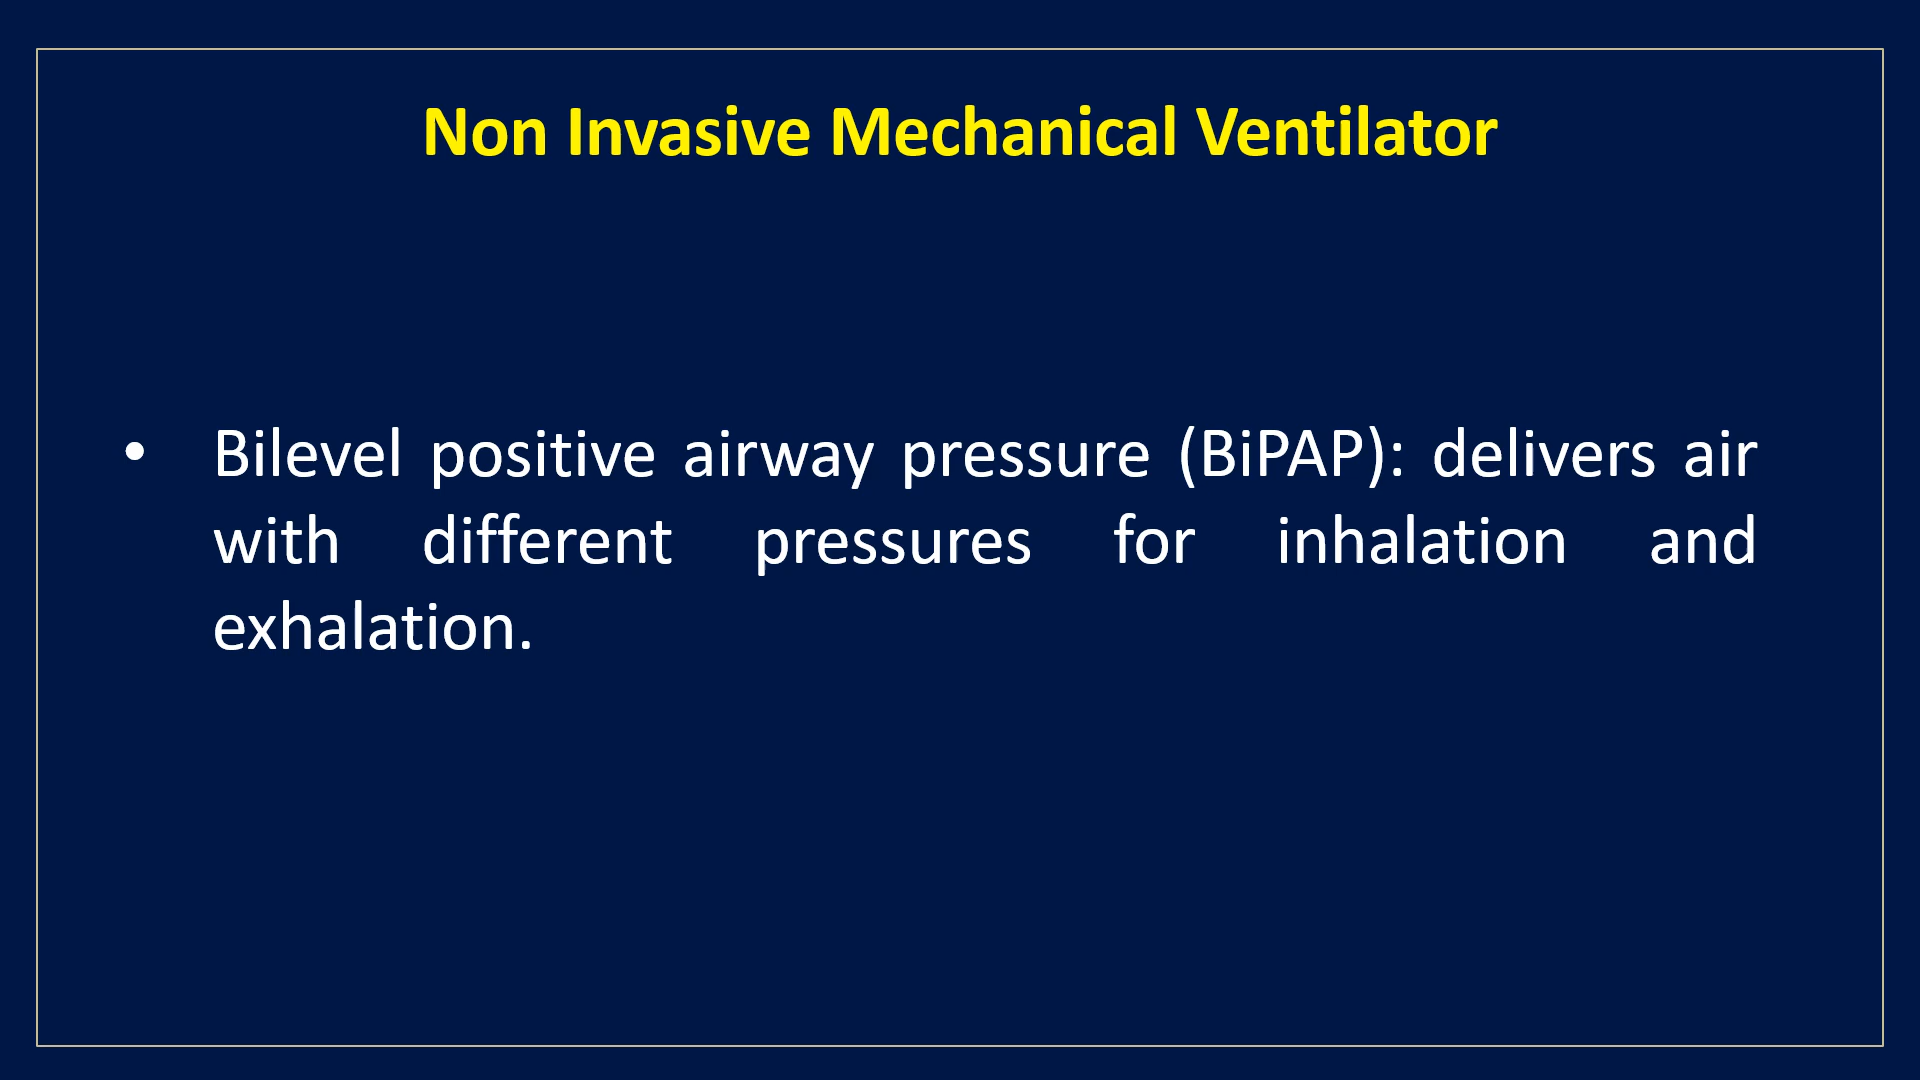 Non Invasive Mechanical Ventilator
• Bilevel positive airway pressure (BiPAP): delivers air
with different pressures for inhalation and
exhalation.